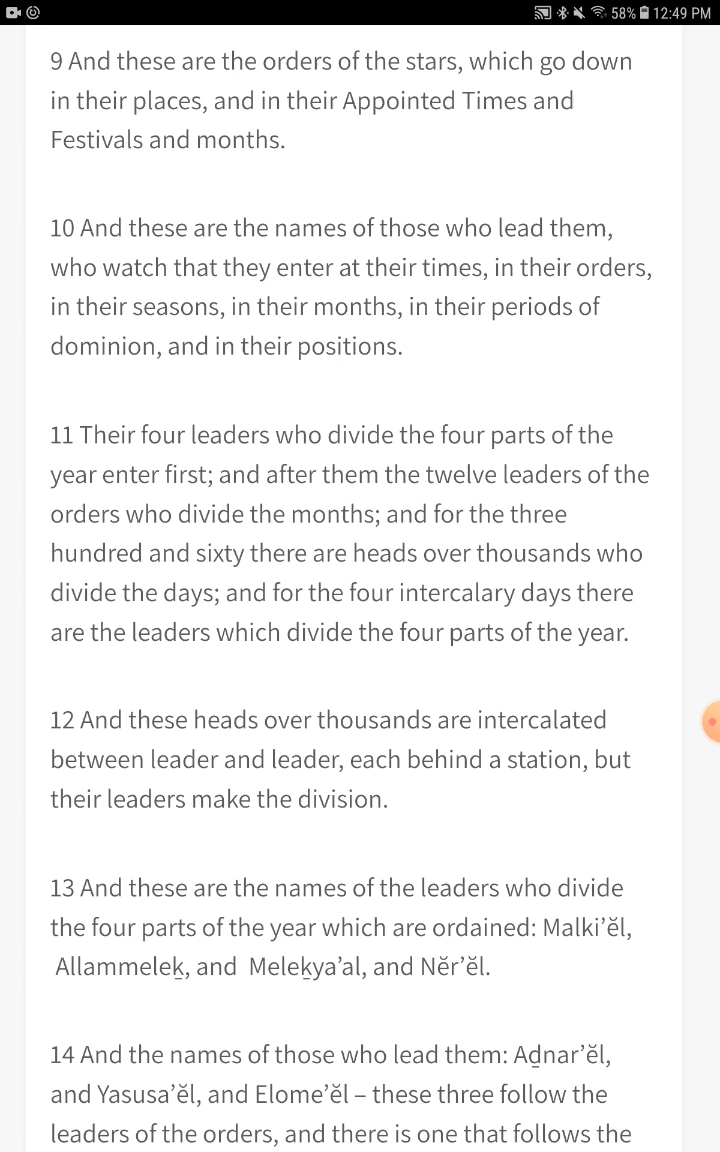 58% 12:49 PM
9 And these are the orders of the stars, which go down
in their places, and in their Appointed Times and
Festivals and months.
10 And these are the names of those who lead them,
who watch that they enter at their times, in their orders,
in their seasons, in their months, in their periods of
dominion, and in their positions.
11 Their four leaders who divide the four parts of the
year enter first; and after them the twelve leaders of the
orders who divide the months; and for the three
hundred and sixty there are heads over thousands who
divide the days; and for the four intercalary days there
are the leaders which divide the four parts of the year.
12 And these heads over thousands are intercalated
between leader and leader, each behind a station, but
their leaders make the division.
13 And these are the names of the leaders who divide
the four parts of the year which are ordained: Malki’ĕl,
Allammeleḵ, and Meleḵya’al, and Nĕr’ĕl.
14 And the names of those who lead them: Aḏnar’ĕl,
and Yasusa’ĕl, and Elome’ĕl – these three follow the
leaders of the orders, and there is one that follows the